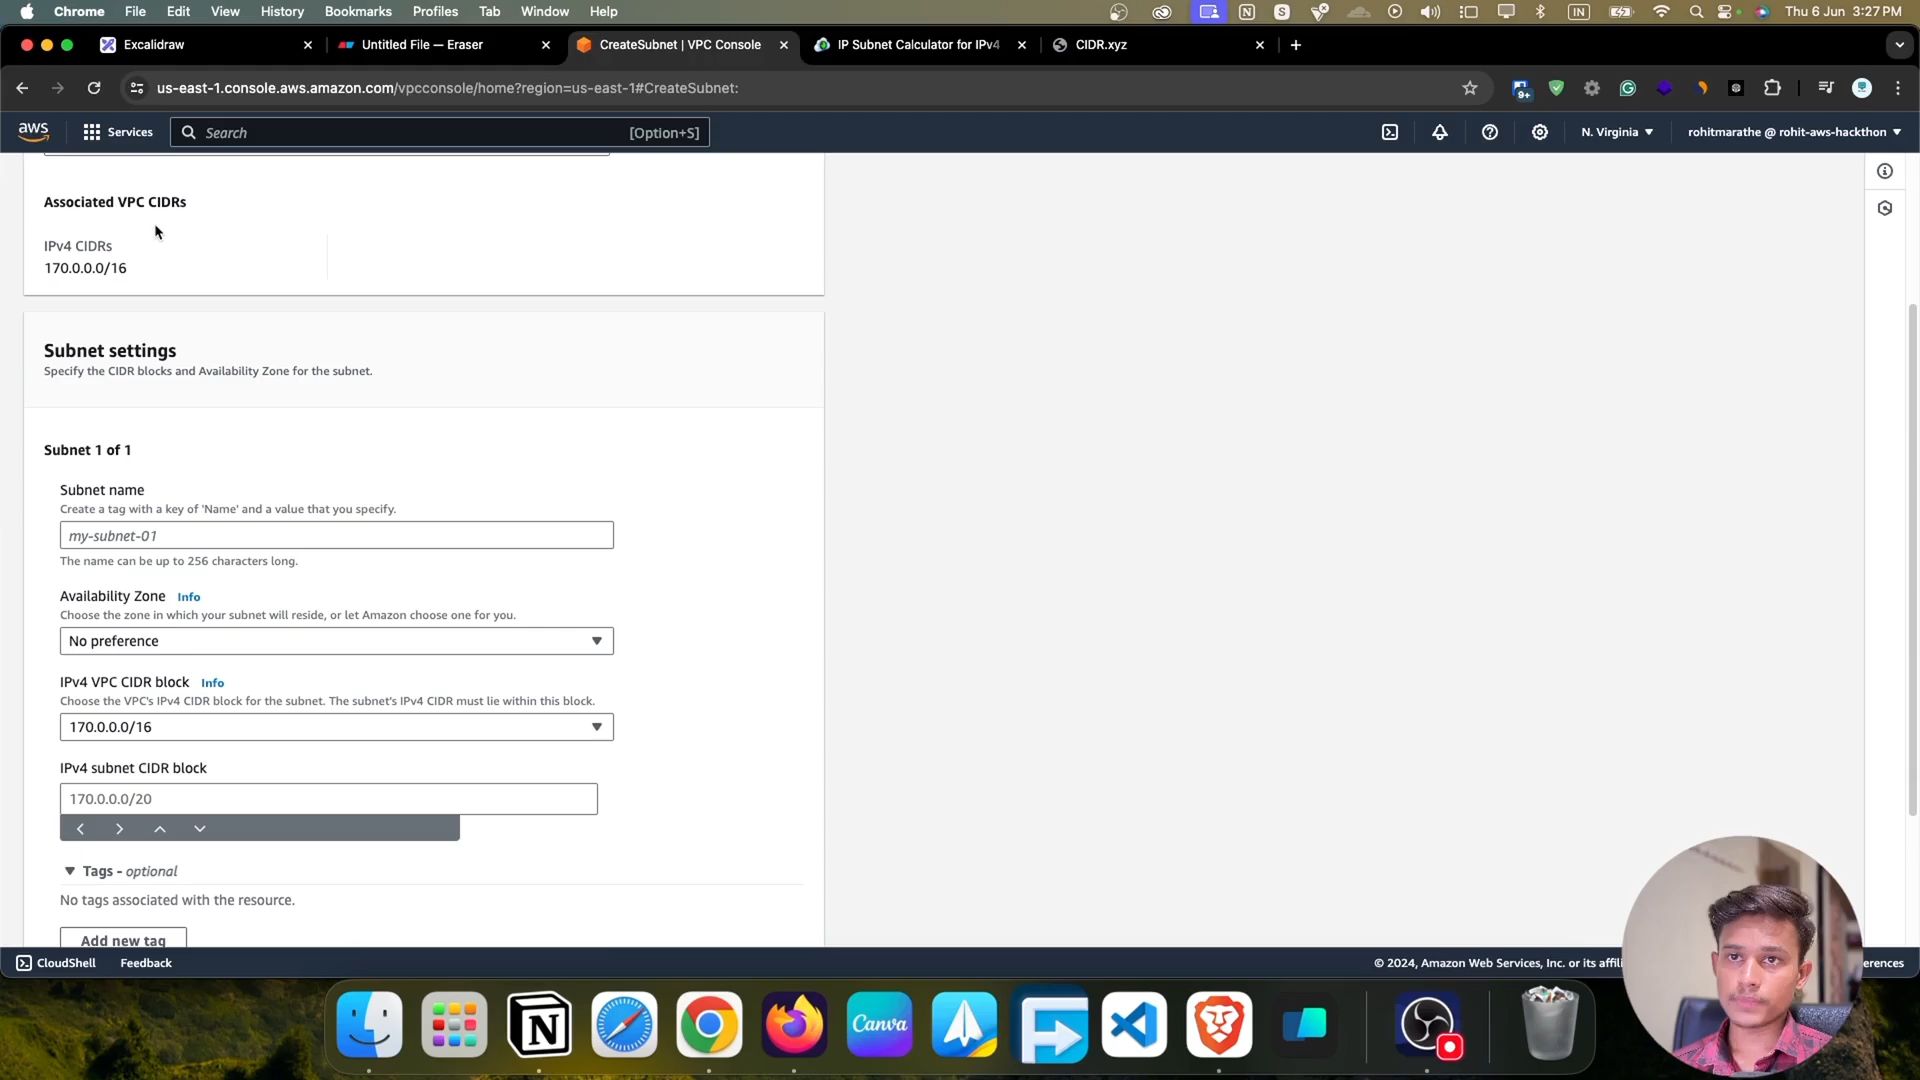 Chrome File Edit View History Bookmarks Profiles Tab Window Help IN Thu 6 Jun 3:27 PM
Excalidraw Untitled File — Eraser CreateSubnet | VPC Console IP Subnet Calculator for IPv4 CIDR.xyz
us-east-1.console.aws.amazon.com/vpcconsole/home?region=us-east-1#CreateSubnet: 9+
aws Services Search [Option+S] N. Virginia rohitmarathe @ rohit-aws-hackthon
Associated VPC CIDRs
IPv4 CIDRs
170.0.0.0/16
Subnet settings
Specify the CIDR blocks and Availability Zone for the subnet.
Subnet 1 of 1
Subnet name
Create a tag with a key of 'Name' and a value that you specify.
my-subnet-01
The name can be up to 256 characters long.
Availability Zone Info
Choose the zone in which your subnet will reside, or let Amazon choose one for you.
No preference
IPv4 VPC CIDR block Info
Choose the VPC's IPv4 CIDR block for the subnet. The subnet's IPv4 CIDR must lie within this block.
170.0.0.0/16
IPv4 subnet CIDR block
170.0.0.0/20
Tags - optional
No tags associated with the resource.
Add new tag
CloudShell Feedback © 2024, Amazon Web Services, Inc. or its affili erences
Canva